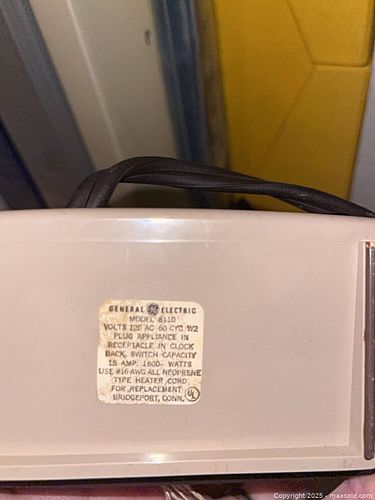 GENERAL GE ELECTRIC
MODEL 8110
VOLTS 120 AC 60 CYC W2
PLUG APPLIANCE IN
RECEPTACLE IN CLOCK
BACK. SWITCH CAPACITY
15 AMP. 1800- WATTS
USE #16 AWG ALL NEOPRENE
TYPE HEATER CORD
FOR REPLACEMENT
BRIDGEPORT, CONN. UL
Copyright © 2025 - maxsold.com